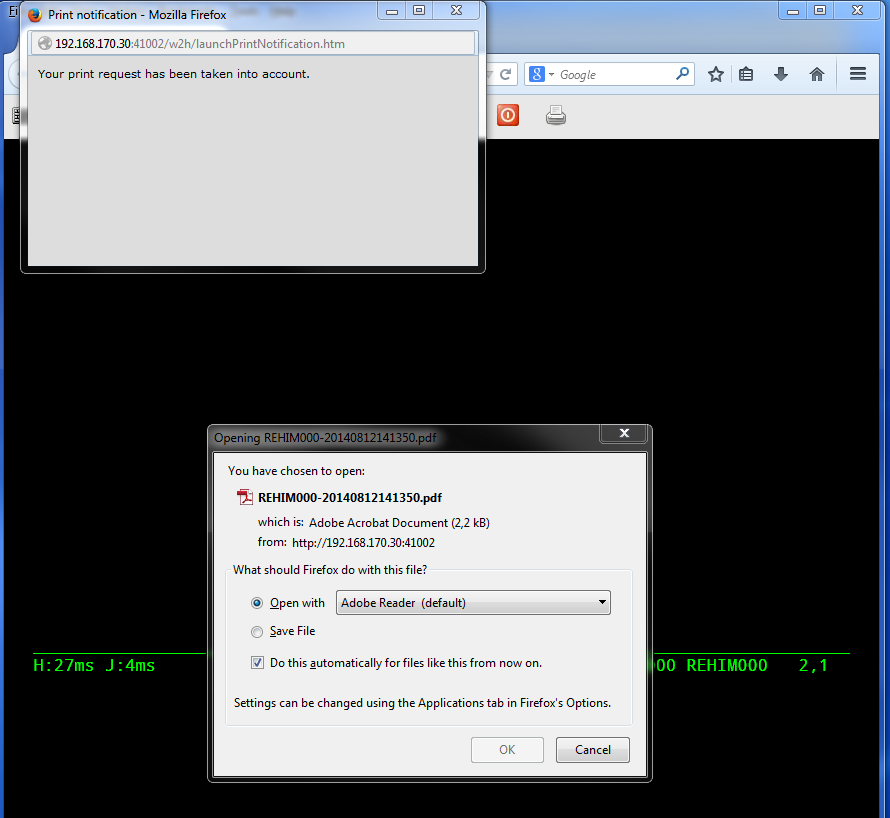 Print notification - Mozilla Firefox
192.168.170.30:41002/w2h/launchPrintNotification.htm
Your print request has been taken into account.
Google
Opening REHIM000-20140812141350.pdf
You have chosen to open:
REHIM000-20140812141350.pdf
which is: Adobe Acrobat Document (2,2 kB)
from: http://192.168.170.30:41002
What should Firefox do with this file?
Open with Adobe Reader (default)
Save File
Do this automatically for files like this from now on.
Settings can be changed using the Applications tab in Firefox's Options.
OK Cancel
H:27ms J:4ms 00 REHIM000 2,1